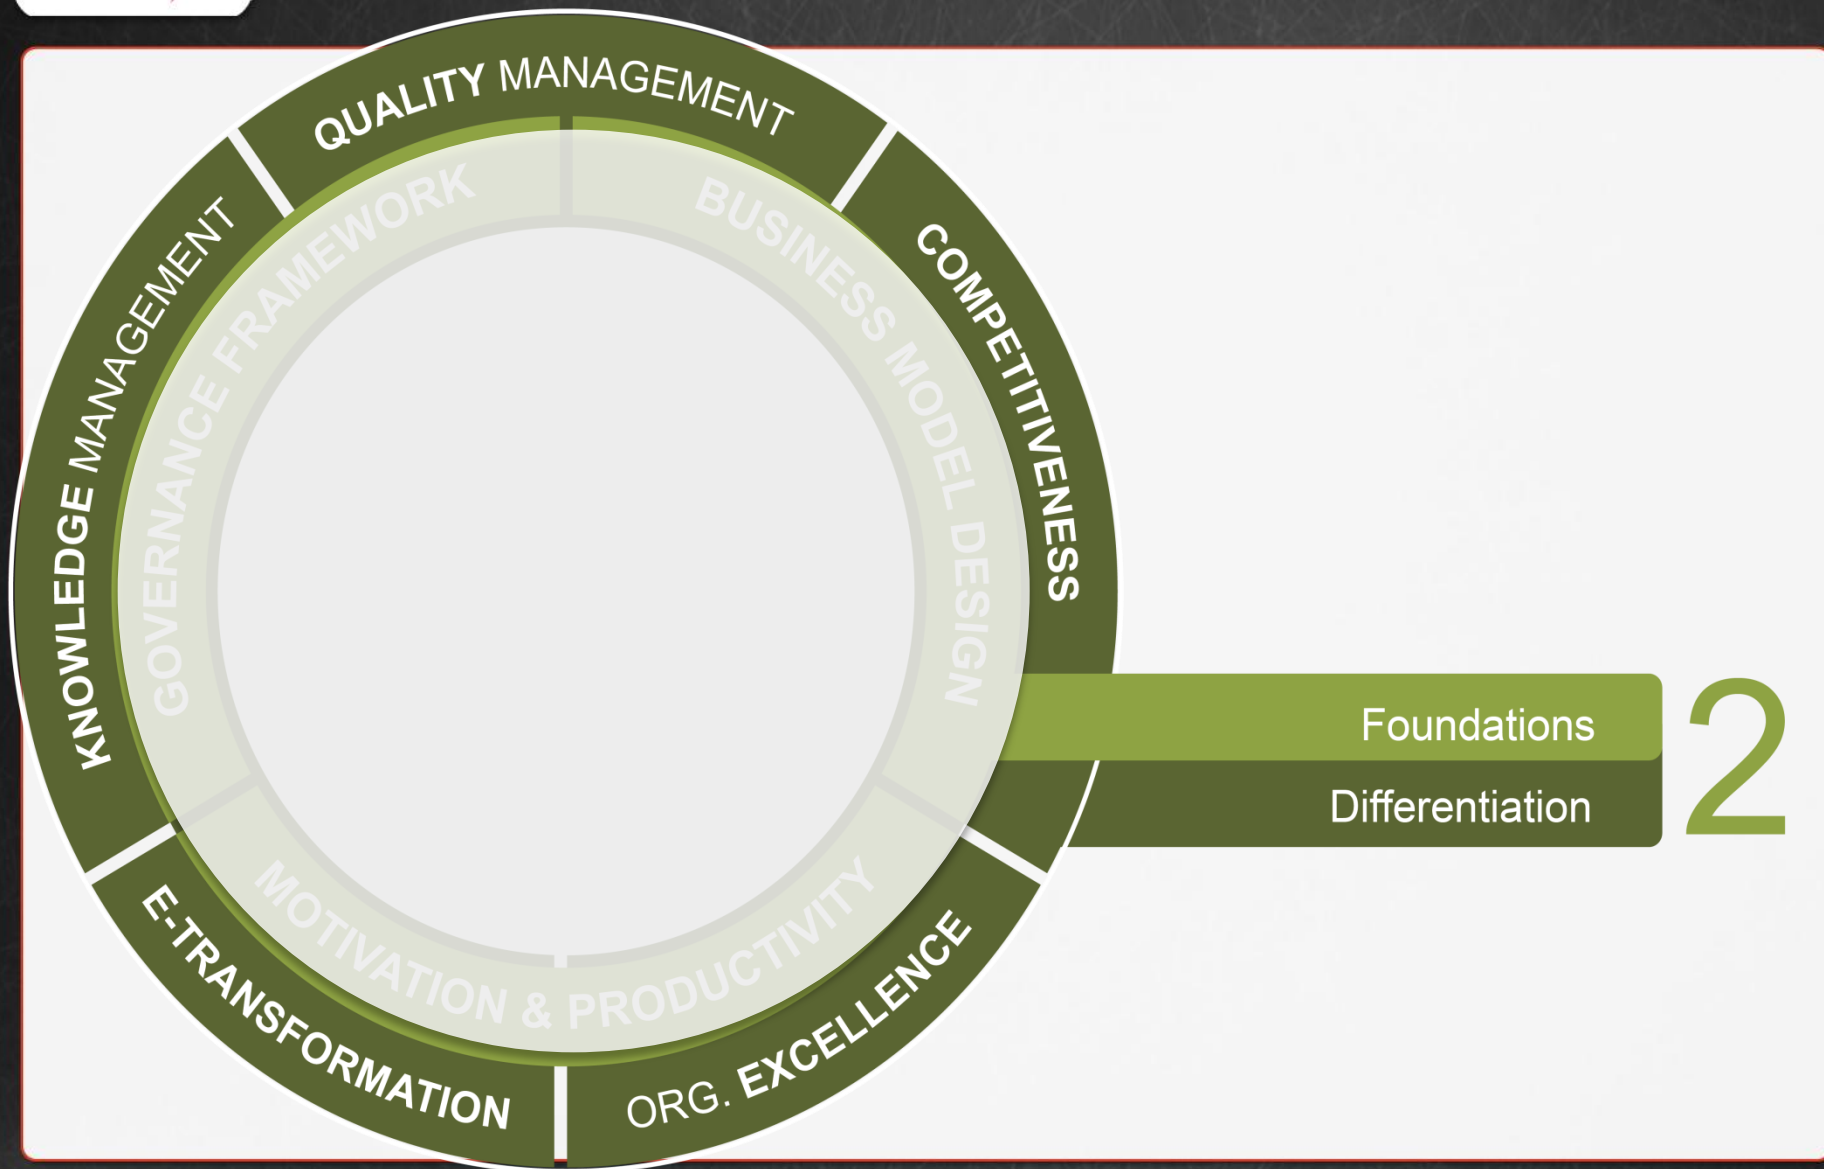 QUALITY MANAGEMENT
COMPETITIVENESS
ORG. EXCELLENCE
E-TRANSFORMATION
KNOWLEDGE MANAGEMENT
GOVERNANCE FRAMEWORK
BUSINESS MODEL DESIGN
MOTIVATION & PRODUCTIVITY
Foundations
Differentiation
2